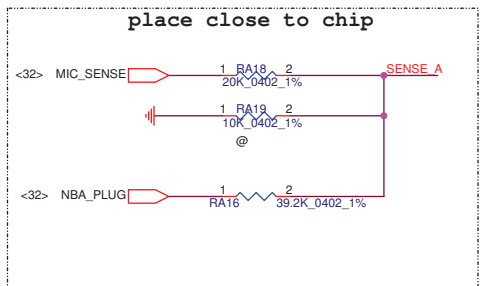 place close to chip
<32> MIC_SENSE 1 RA18 2 SENSE_A
20K_0402_1%
1 RA19 2
10K_0402_1%
@
<32> NBA_PLUG 1 2
RA16 39.2K_0402_1%